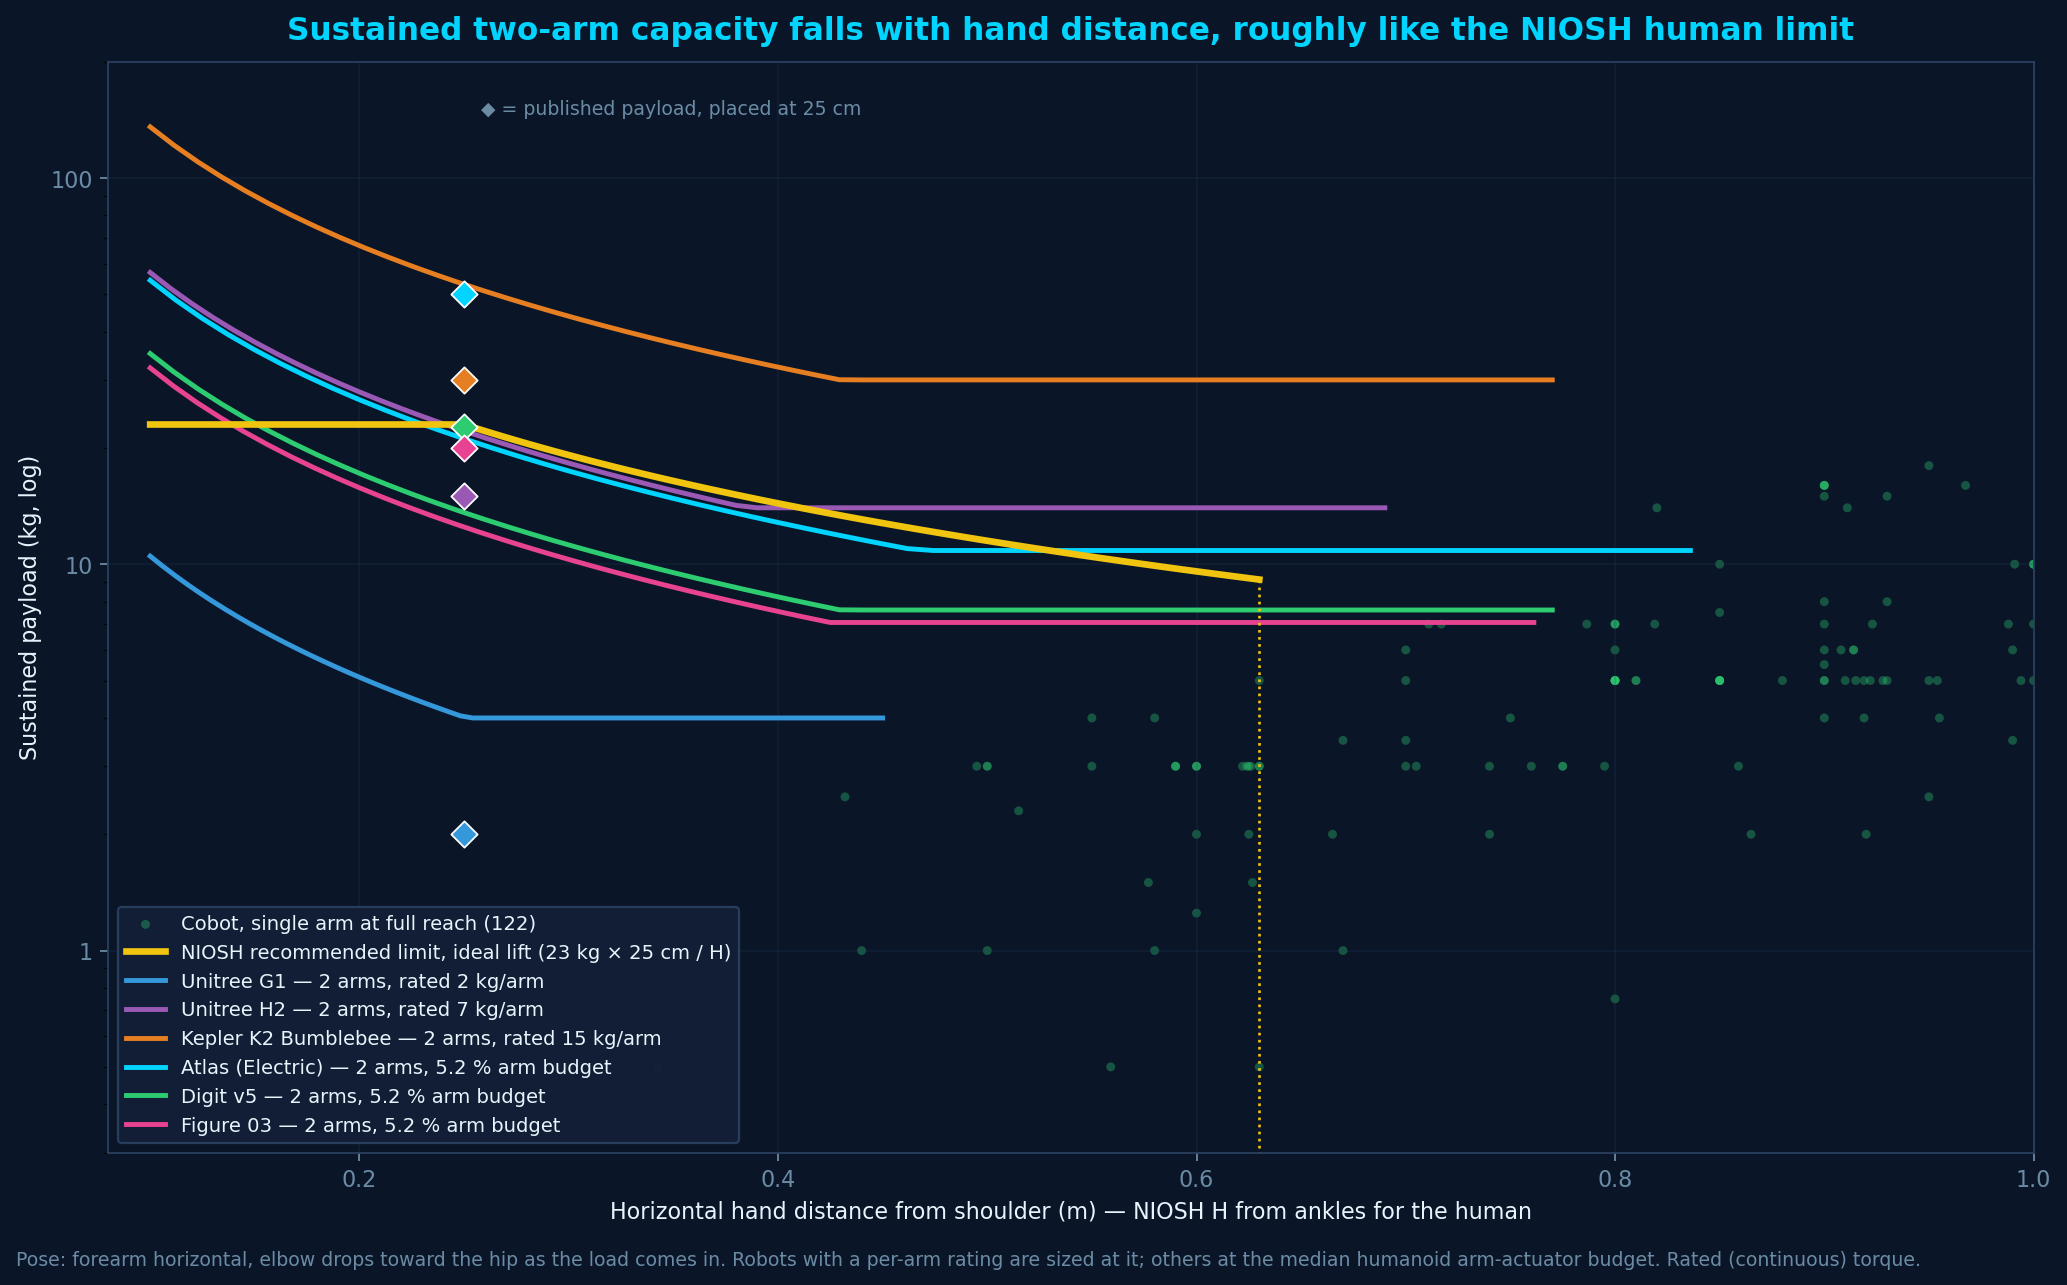 Sustained two-arm capacity falls with hand distance, roughly like the NIOSH human limit
◆ = published payload, placed at 25 cm
100
10
1
Sustained payload (kg, log)
Cobot, single arm at full reach (122)
NIOSH recommended limit, ideal lift (23 kg × 25 cm / H)
Unitree G1 — 2 arms, rated 2 kg/arm
Unitree H2 — 2 arms, rated 7 kg/arm
Kepler K2 Bumblebee — 2 arms, rated 15 kg/arm
Atlas (Electric) — 2 arms, 5.2 % arm budget
Digit v5 — 2 arms, 5.2 % arm budget
Figure 03 — 2 arms, 5.2 % arm budget
0.2 0.4 0.6 0.8 1.0
Horizontal hand distance from shoulder (m) — NIOSH H from ankles for the human
Pose: forearm horizontal, elbow drops toward the hip as the load comes in. Robots with a per-arm rating are sized at it; others at the median humanoid arm-actuator budget. Rated (continuous) torque.